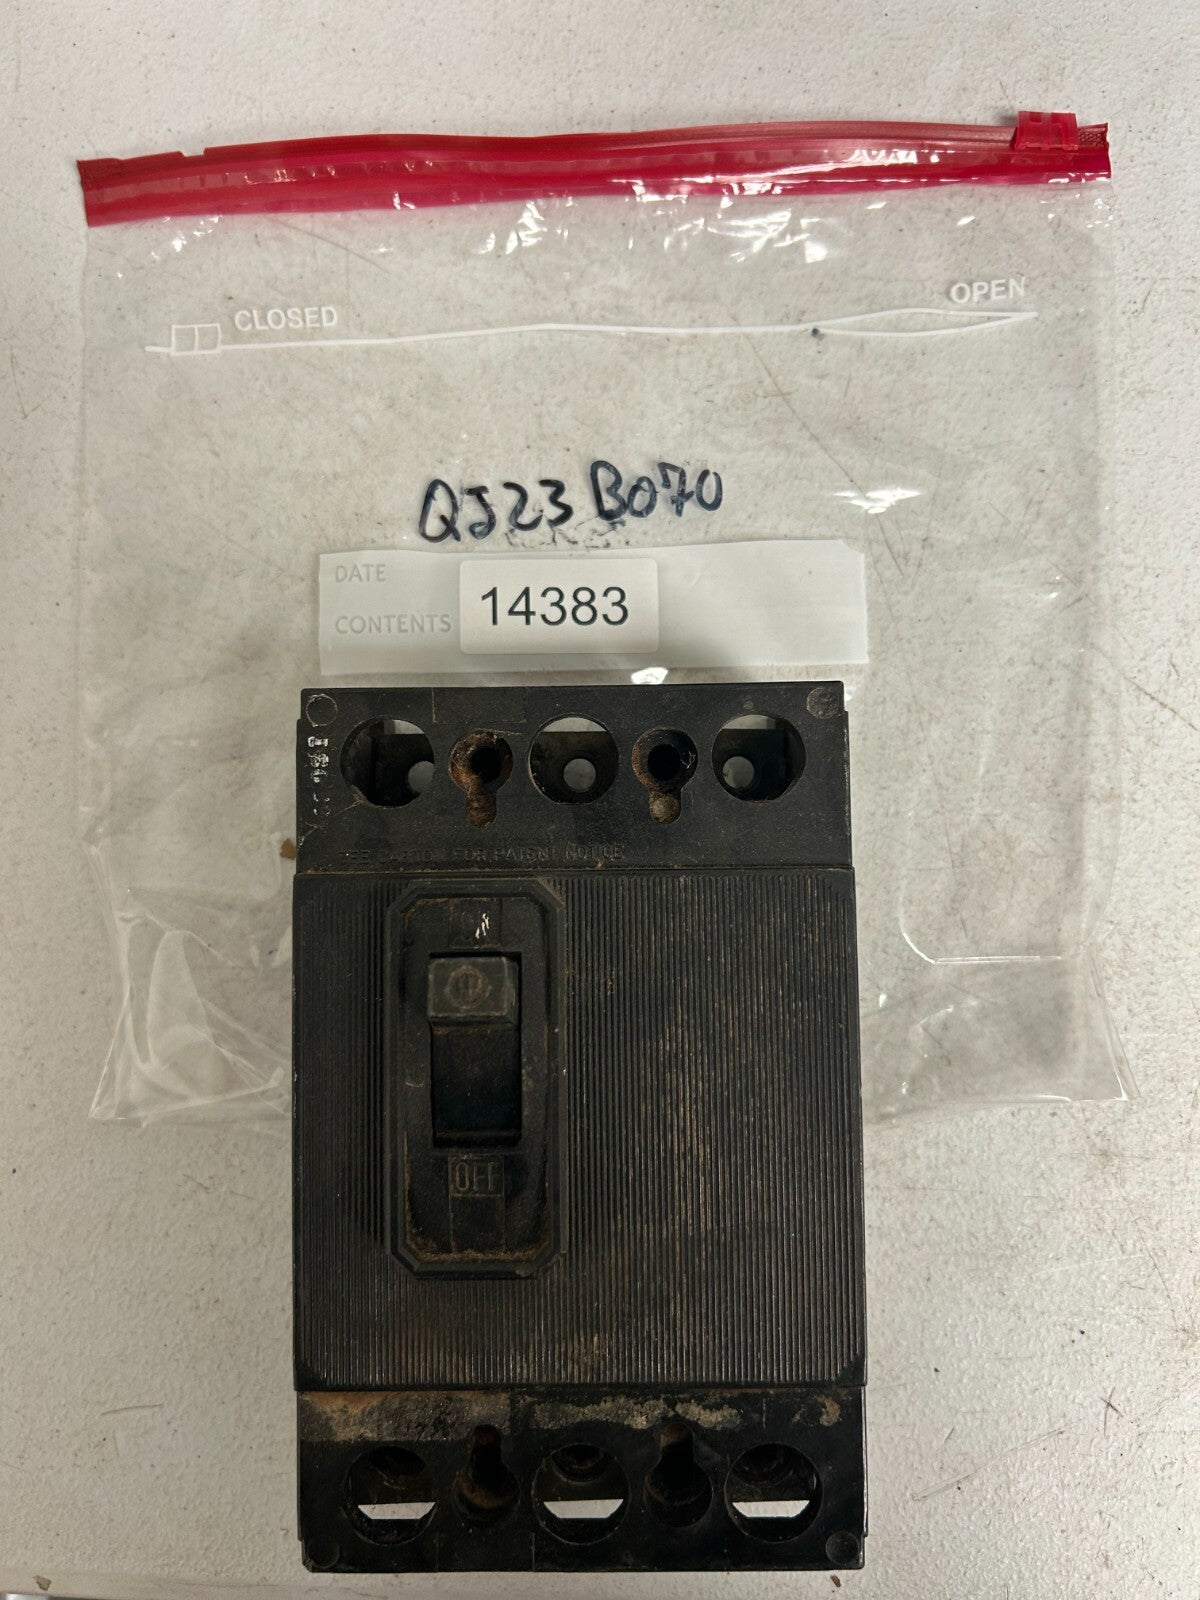 CLOSED
OPEN
QJ23B070
DATE
14383
CONTENTS
FOR PATENT NOTICE
OFF